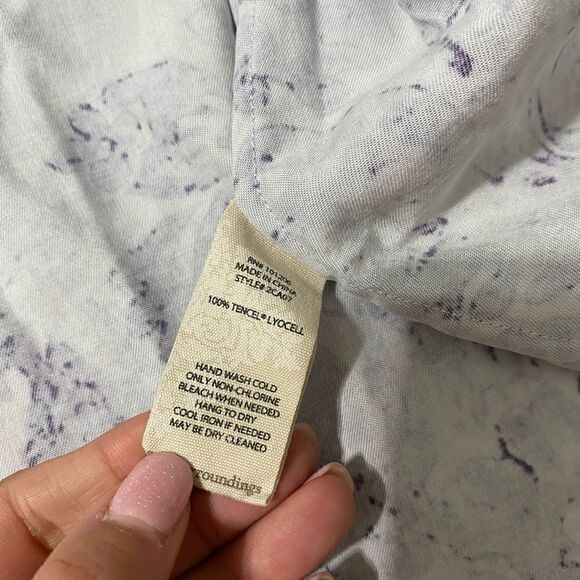 RN# 101206
MADE IN CHINA
STYLE# 2CA07
100% TENCEL® LYOCELL
HAND WASH COLD
ONLY NON-CHLORINE
BLEACH WHEN NEEDED
HANG TO DRY
COOL IRON IF NEEDED
MAY BE DRY CLEANED
roundings